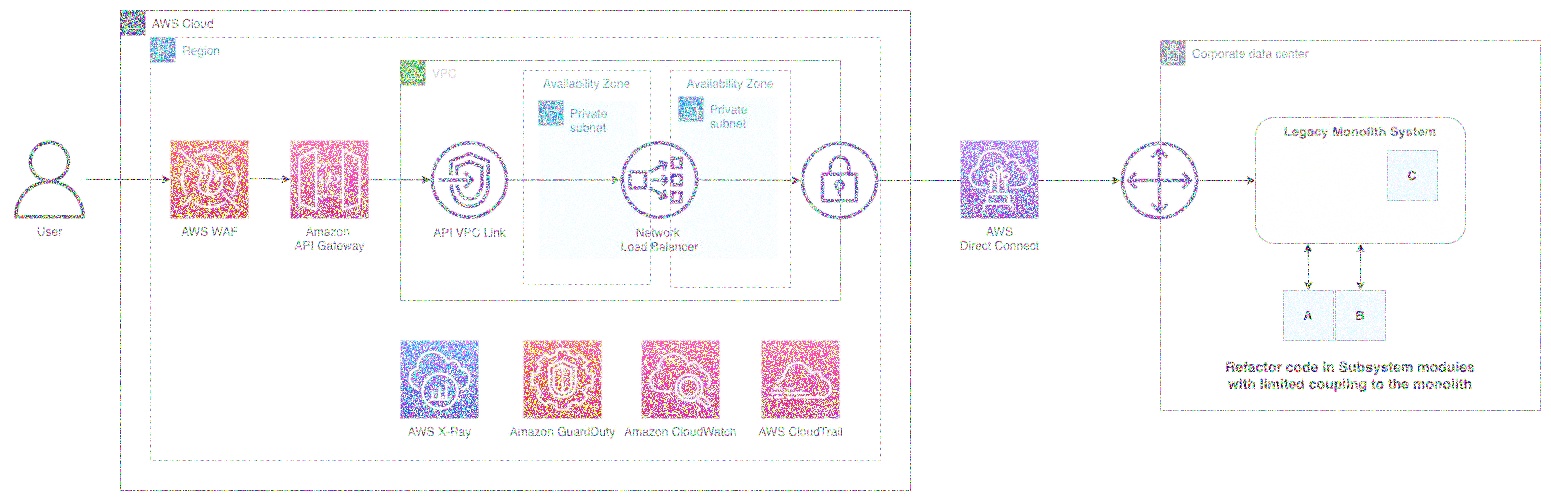 AWS Cloud
Region
VPC
Availability Zone
Private
subnet
Availability Zone
Private
subnet
User
AWS WAF
Amazon
API Gateway
API VPC Link
Network
Load Balancer
AWS
Direct Connect
Corporate data center
Legacy Monolith System
C
A
B
Refactor code in Subsystem modules
with limited coupling to the monolith
AWS X-Ray
Amazon GuardDuty
Amazon CloudWatch
AWS CloudTrail